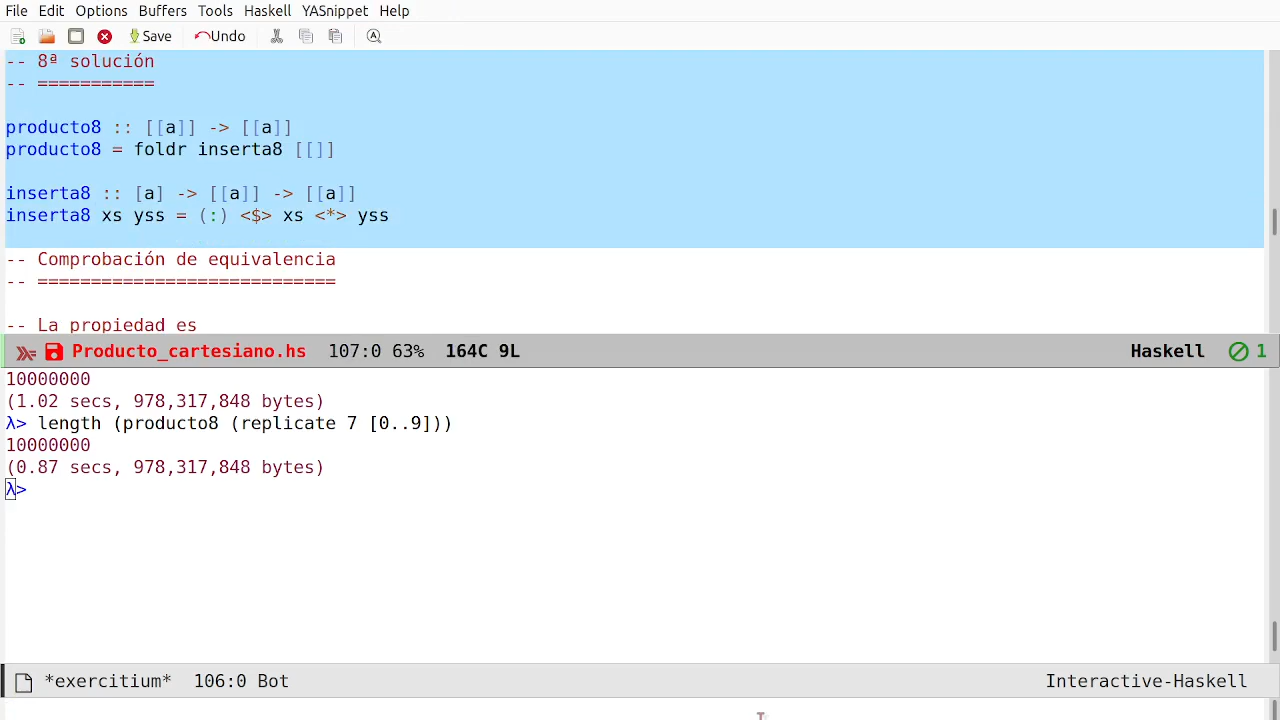 File Edit Options Buffers Tools Haskell YASnippet Help
Save Undo
-- 8ª solución
-- ===========
producto8 :: [[a]] -> [[a]]
producto8 = foldr inserta8 [[]]
inserta8 :: [a] -> [[a]] -> [[a]]
inserta8 xs yss = (:) <$> xs <*> yss
-- Comprobación de equivalencia
-- ============================
-- La propiedad es
Producto_cartesiano.hs 107:0 63% 164C 9L Haskell 1
10000000
(1.02 secs, 978,317,848 bytes)
λ> length (producto8 (replicate 7 [0..9]))
10000000
(0.87 secs, 978,317,848 bytes)
λ>
*exercitium* 106:0 Bot Interactive-Haskell